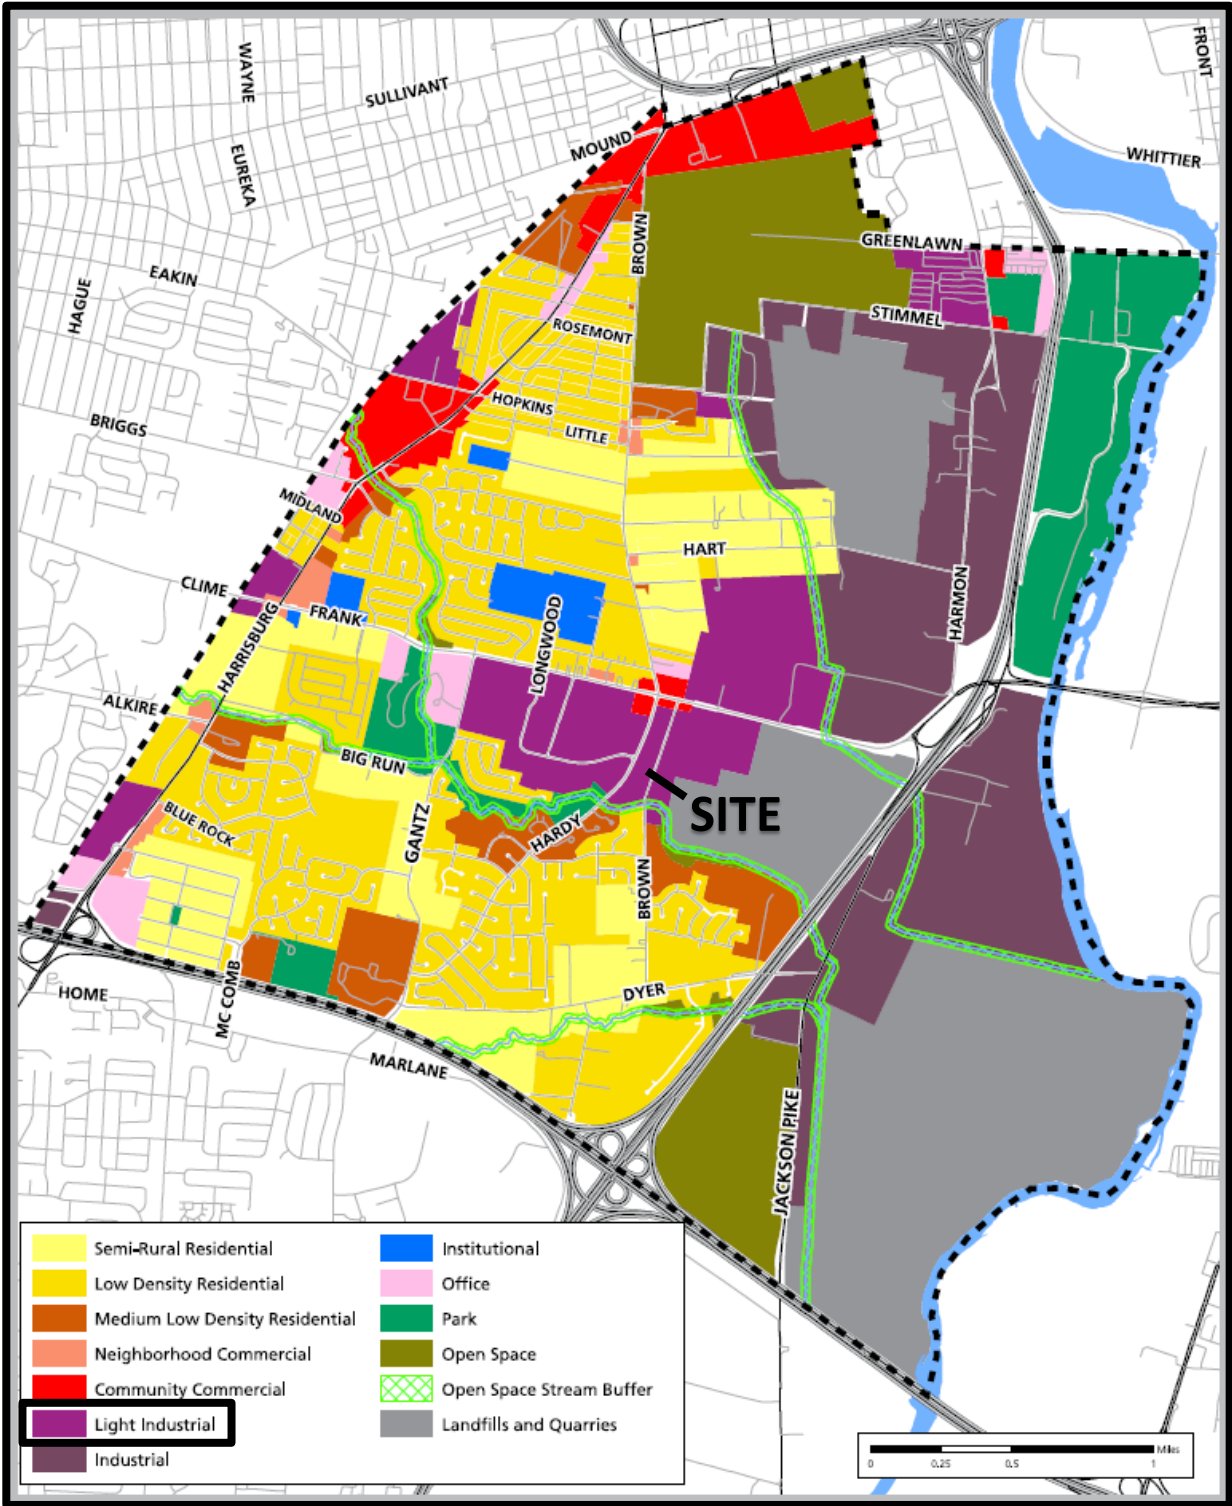 FRONT
WAYNE
SULLIVANT
MOUND
EUREKA
WHITTIER
BROWN
GREENLAWN
EAKIN
HAGUE
STIMMEL
ROSEMONT
HOPKINS
LITTLE
BRIGGS
MIDLAND
HART
CLIME
HARMON
FRANK
LONGWOOD
HARRISBURG
ALKIRE
BIG RUN
SITE
BLUE ROCK
GANTZ
HARDY
BROWN
HOME
MC COMB
DYER
MARLANE
JACKSON PIKE
Semi-Rural Residential
Low Density Residential
Medium Low Density Residential
Neighborhood Commercial
Community Commercial
Light Industrial
Industrial
Institutional
Office
Park
Open Space
Open Space Stream Buffer
Landfills and Quarries
Miles
0 0.25 0.5 1